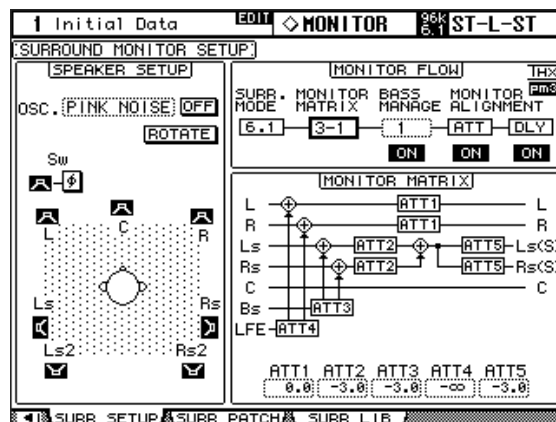 1 Initial Data EDIT ◇MONITOR 96K 6.1 ST-L-ST
SURROUND MONITOR SETUP
SPEAKER SETUP
OSC. PINK NOISE OFF
ROTATE
Sw
Φ
L C R
Ls Rs
Ls2 Rs2
MONITOR FLOW
THX
pm3
SURR. MODE MONITOR MATRIX BASS MANAGE MONITOR ALIGNMENT
6.1 3-1 1 ATT DLY
ON ON ON
MONITOR MATRIX
L ATT1 L
R ATT1 R
Ls ATT2 ATT5 Ls(S)
Rs ATT2 ATT5 Rs(S)
C C
Bs ATT3
LFE ATT4
ATT1 ATT2 ATT3 ATT4 ATT5
0.0 -3.0 -3.0 -∞ -3.0
SURR SETUP SURR PATCH SURR LIB